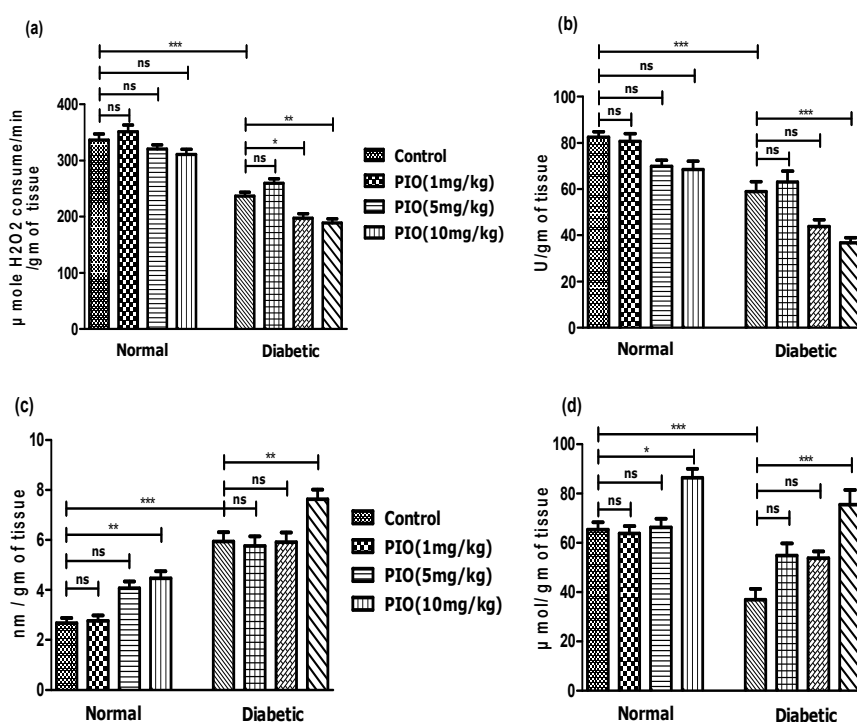 (a)
***
ns
ns
ns
**
*
ns
400
300
200
100
0
µ mole H2O2 consume/min
/gm of tissue
Normal
Diabetic
Control
PIO(1mg/kg)
PIO(5mg/kg)
PIO(10mg/kg)
(b)
***
ns
ns
ns
***
ns
ns
100
80
60
40
20
0
U/gm of tissue
Normal
Diabetic
(c)
**
ns
ns
***
**
ns
ns
10
8
6
4
2
0
nm / gm of tissue
Normal
Diabetic
Control
PIO(1mg/kg)
PIO(5mg/kg)
PIO(10mg/kg)
(d)
***
*
ns
ns
***
ns
ns
100
80
60
40
20
0
µ mol/ gm of tissue
Normal
Diabetic